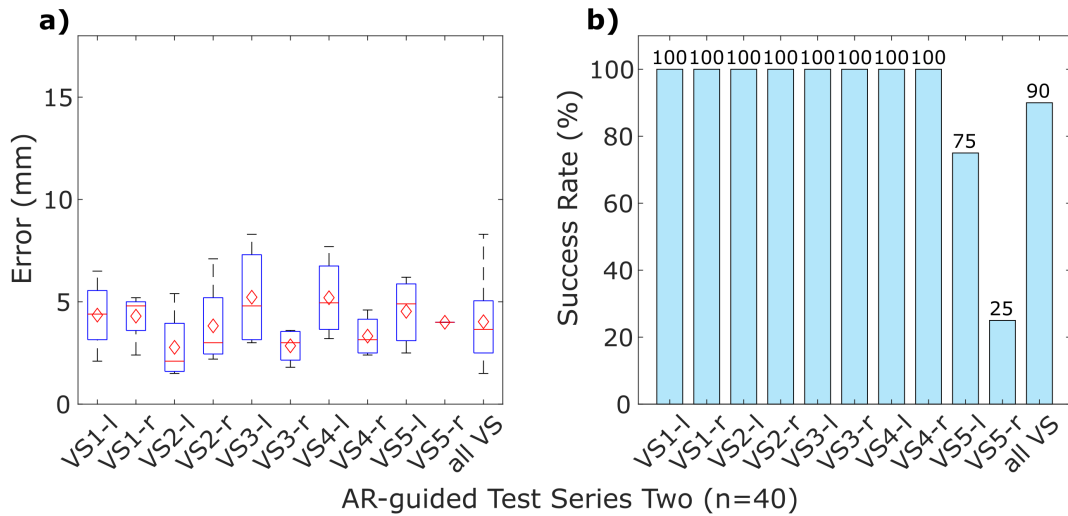 a)
Error (mm)
15
10
5
0
VS1-l VS1-r VS2-l VS2-r VS3-l VS3-r VS4-l VS4-r VS5-l VS5-r all VS
b)
Success Rate (%)
100
80
60
40
20
0
100 100 100 100 100 100 100 100 75 25 90
VS1-l VS1-r VS2-l VS2-r VS3-l VS3-r VS4-l VS4-r VS5-l VS5-r all VS
AR-guided Test Series Two (n=40)